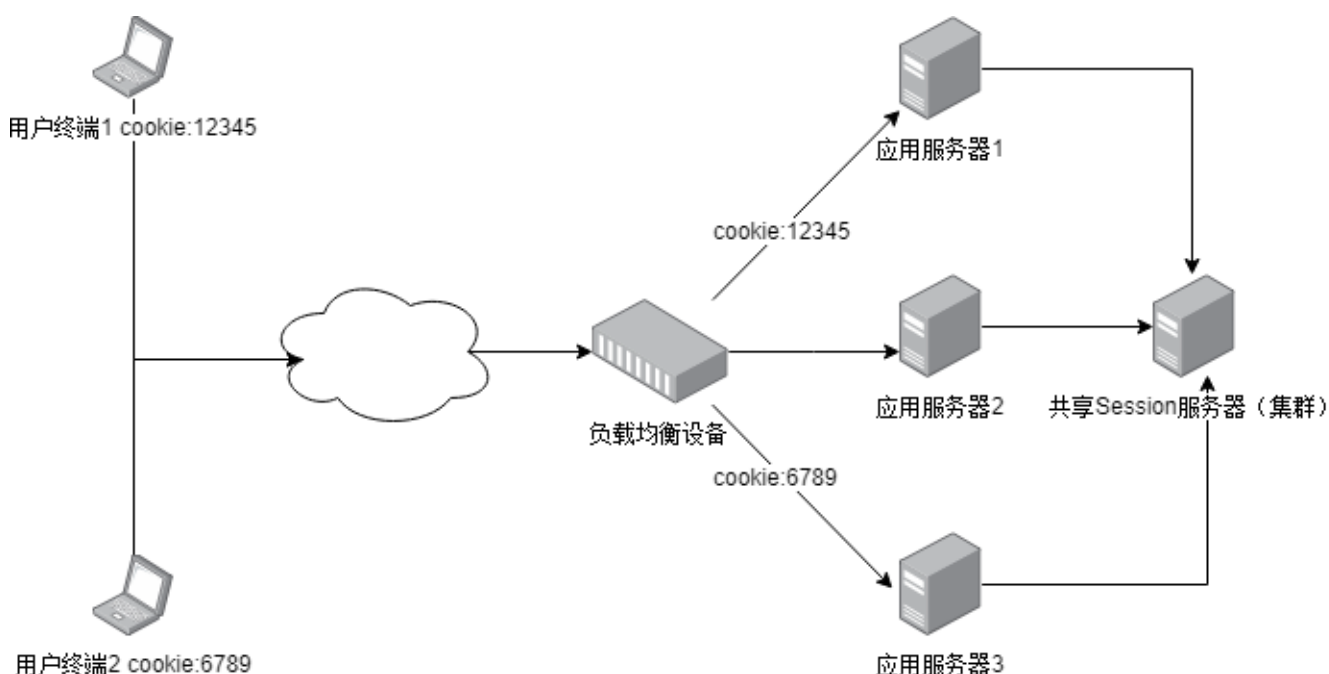 用户终端1 cookie:12345
应用服务器1
cookie:12345
负载均衡设备
应用服务器2
共享Session服务器（集群）
cookie:6789
用户终端2 cookie:6789
应用服务器3